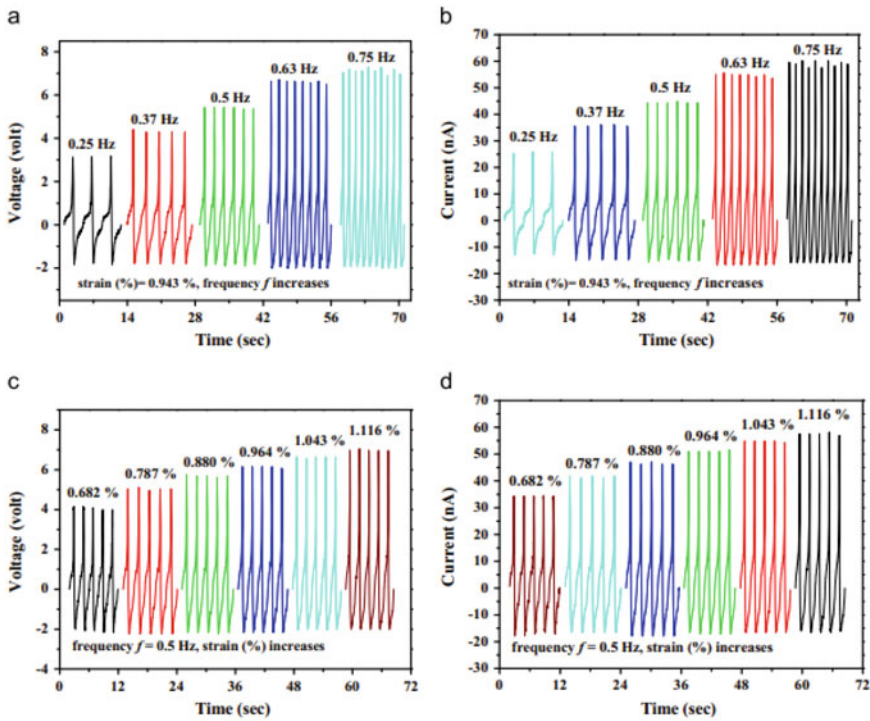 a
8
6
4
2
0
-2
Voltage (volt)
0.25 Hz
0.37 Hz
0.5 Hz
0.63 Hz
0.75 Hz
strain (%)= 0.943 %, frequency f increases
0 14 28 42 56 70
Time (sec)
b
70
60
50
40
30
20
10
0
-10
-20
-30
Current (nA)
0.25 Hz
0.37 Hz
0.5 Hz
0.63 Hz
0.75 Hz
strain (%)= 0.943 %, frequency f increases
0 14 28 42 56 70
Time (sec)
c
8
6
4
2
0
-2
-4
Voltage (volt)
0.682 %
0.787 %
0.880 %
0.964 %
1.043 %
1.116 %
frequency f = 0.5 Hz, strain (%) increases
0 12 24 36 48 60 72
Time (sec)
d
70
60
50
40
30
20
10
0
-10
-20
-30
Current (nA)
0.682 %
0.787 %
0.880 %
0.964 %
1.043 %
1.116 %
frequency f = 0.5 Hz, strain (%) increases
0 12 24 36 48 60 72
Time (sec)